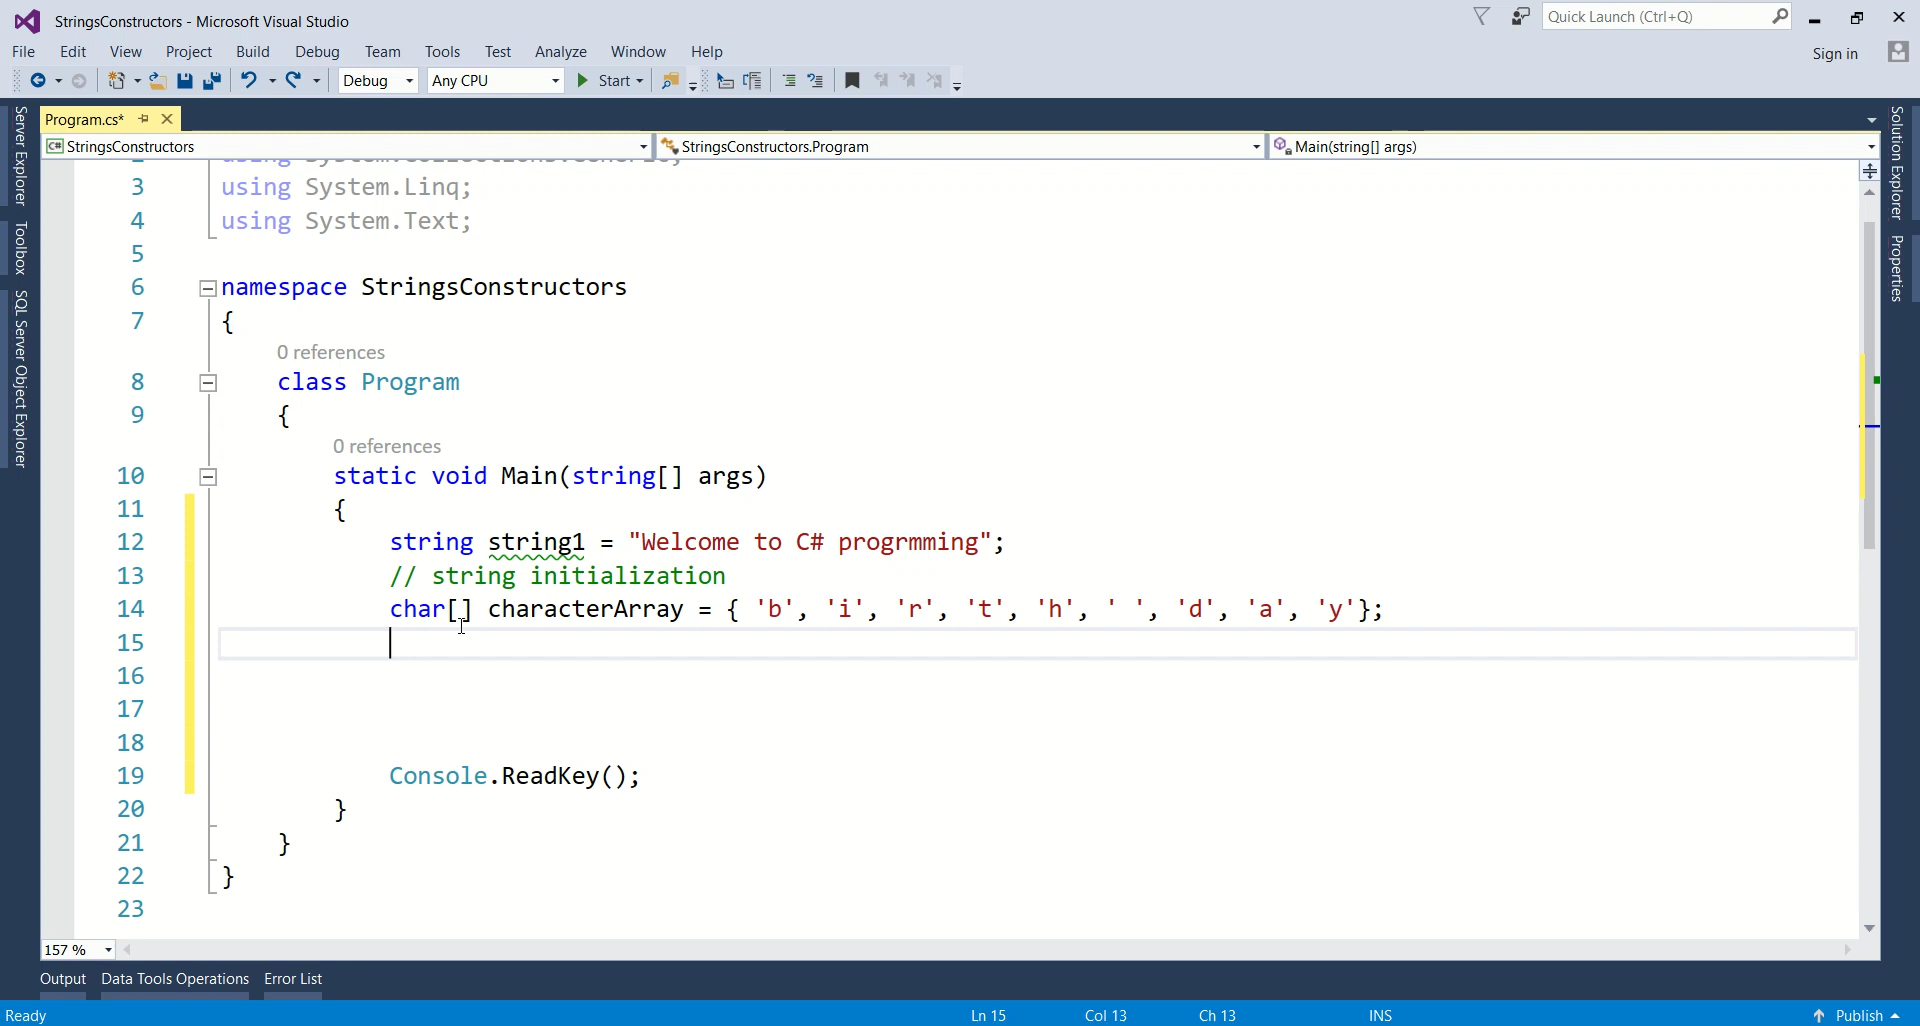 StringsConstructors - Microsoft Visual Studio
Quick Launch (Ctrl+Q)
File Edit View Project Build Debug Team Tools Test Analyze Window Help
Sign in
Debug Any CPU Start
Program.cs*
StringsConstructors StringsConstructors.Program Main(string[] args)
3 using System.Linq;
4 using System.Text;
5
6 namespace StringsConstructors
7 {
0 references
8 class Program
9 {
0 references
10 static void Main(string[] args)
11 {
12 string string1 = "Welcome to C# progrmming";
13 // string initialization
14 char[] characterArray = { 'b', 'i', 'r', 't', 'h', ' ', 'd', 'a', 'y'};
15
16
17
18
19 Console.ReadKey();
20 }
21 }
22 }
23
157 %
Server Explorer
Toolbox
SQL Server Object Explorer
Solution Explorer
Properties
Output Data Tools Operations Error List
Ready Ln 15 Col 13 Ch 13 INS Publish